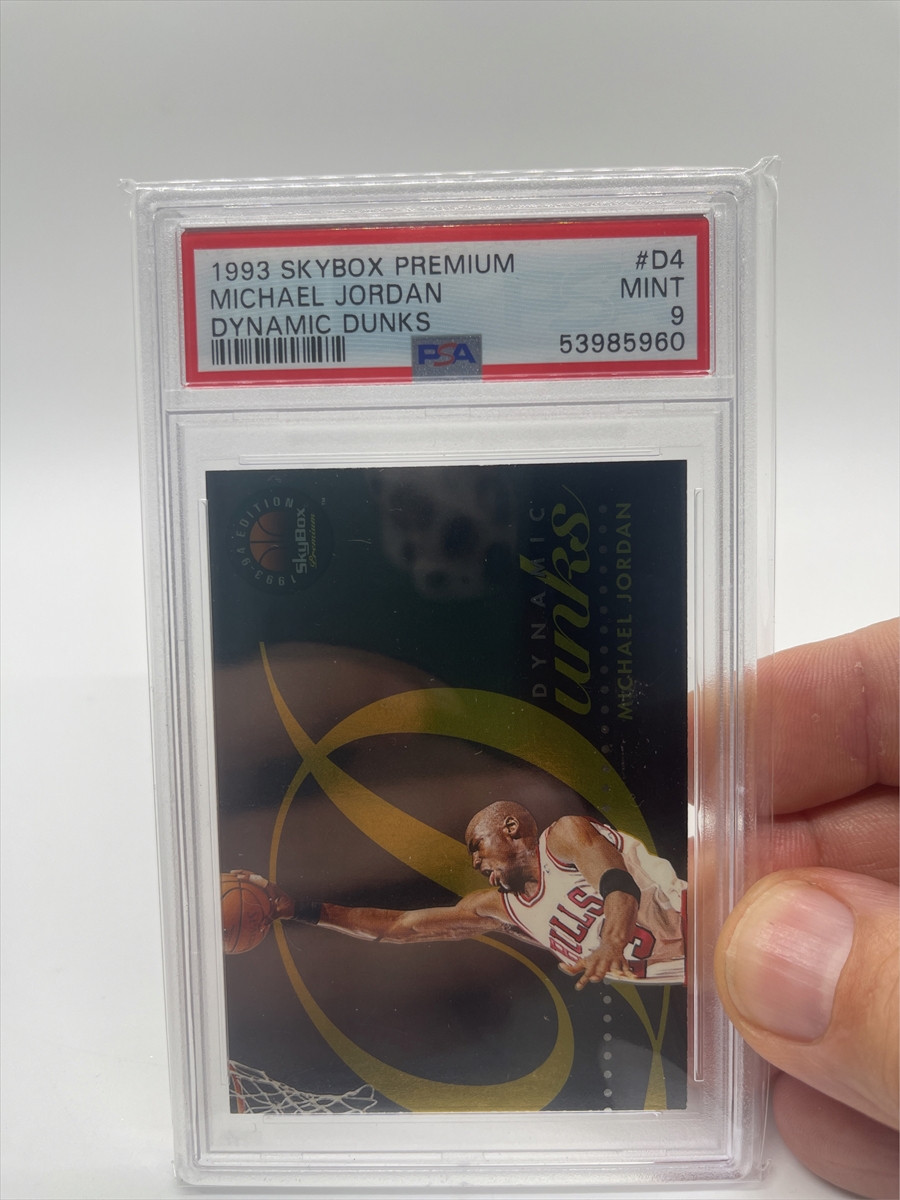 1993 SKYBOX PREMIUM
MICHAEL JORDAN
DYNAMIC DUNKS
#D4
MINT
9
53985960
PSA
1993-94 EDITION
SkyBox
Premium
™
DYNAMIC
Dunks
MICHAEL JORDAN
BULLS